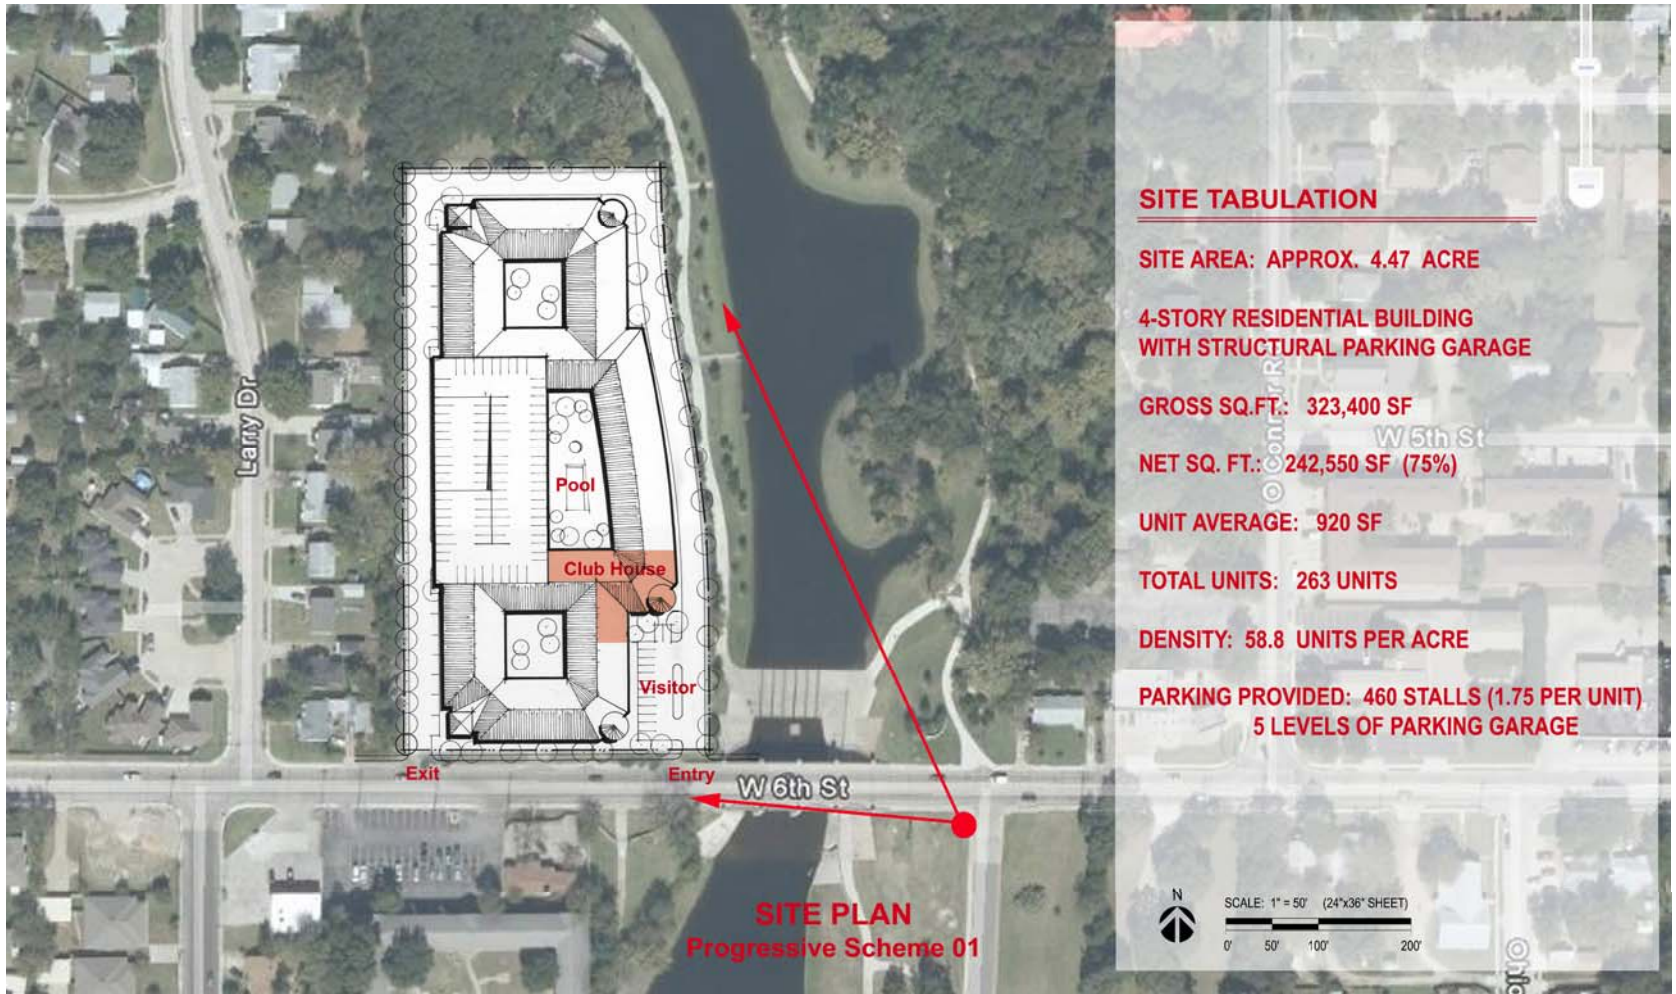 SITE TABULATION
SITE AREA: APPROX. 4.47 ACRE
4-STORY RESIDENTIAL BUILDING
WITH STRUCTURAL PARKING GARAGE
GROSS SQ.FT.: 323,400 SF
W 5th St
NET SQ. FT.: 242,550 SF (75%)
UNIT AVERAGE: 920 SF
TOTAL UNITS: 263 UNITS
DENSITY: 58.8 UNITS PER ACRE
PARKING PROVIDED: 460 STALLS (1.75 PER UNIT)
5 LEVELS OF PARKING GARAGE
Larry Dr
Pool
Club House
Visitor
Exit
Entry
W 6th St
SITE PLAN
Progressive Scheme 01
N
SCALE: 1" = 50' (24"x36" SHEET)
0' 50' 100' 200'